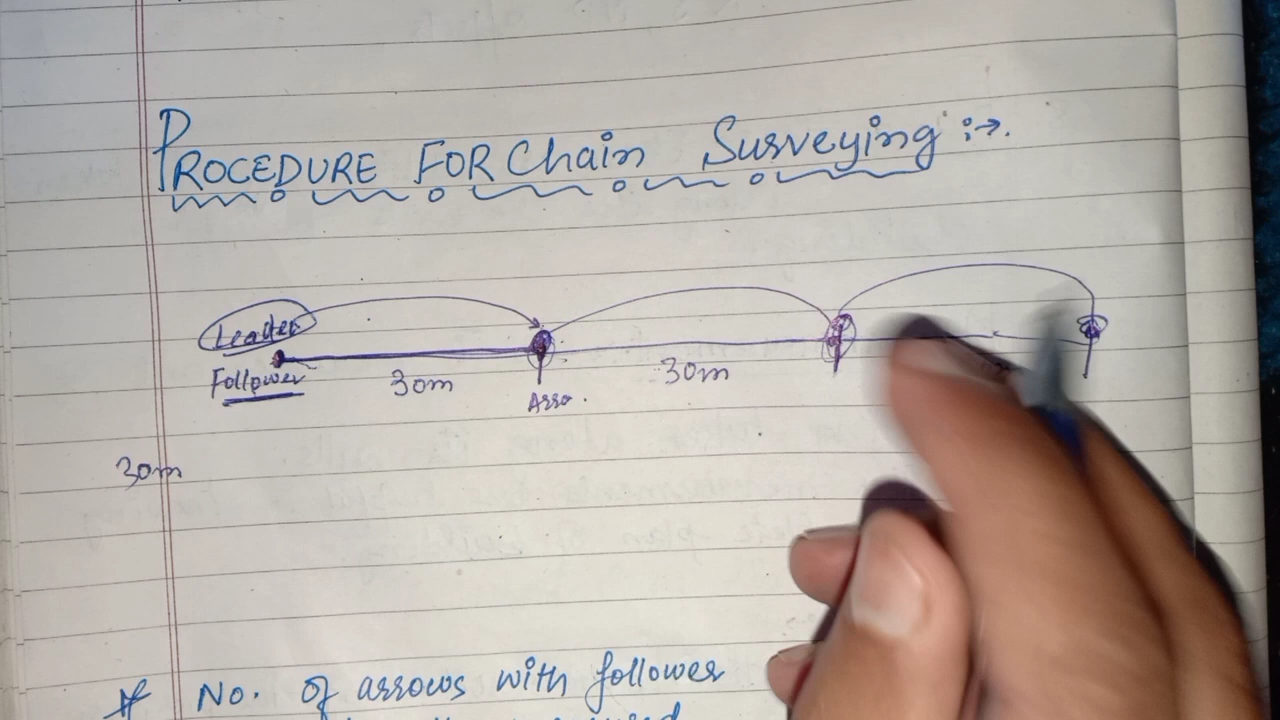 PROCEDURE FOR Chain Surveying :→.
Leader
Follower
30m
Arro.
30m
30m
* No. of arrows with follower